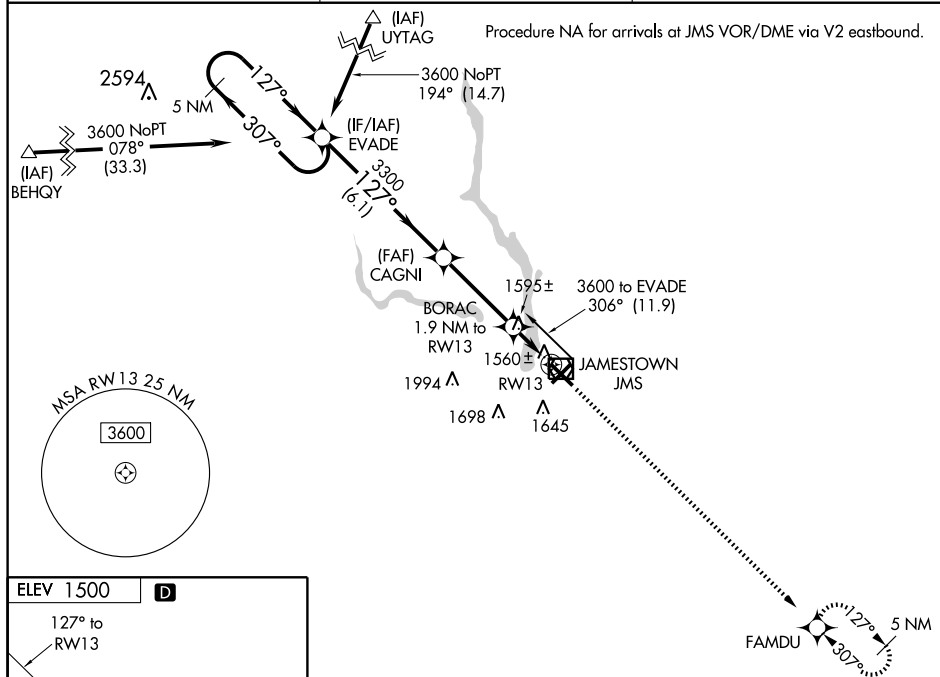 (IAF)
UYTAG
Procedure NA for arrivals at JMS VOR/DME via V2 eastbound.
3600 NoPT
194° (14.7)
2594
5 NM
127°
307°
(IF/IAF)
EVADE
3600 NoPT
078°
(33.3)
(IAF)
BEHQY
3300
127°
(6.1)
(FAF)
CAGNI
1595±
3600 to EVADE
306° (11.9)
BORAC
1.9 NM to
RW13
1560±
RW13
JAMESTOWN
JMS
1994
1698
1645
MSA RW13 25 NM
3600
ELEV 1500
D
127° to
RW13
FAMDU
127°
307°
5 NM